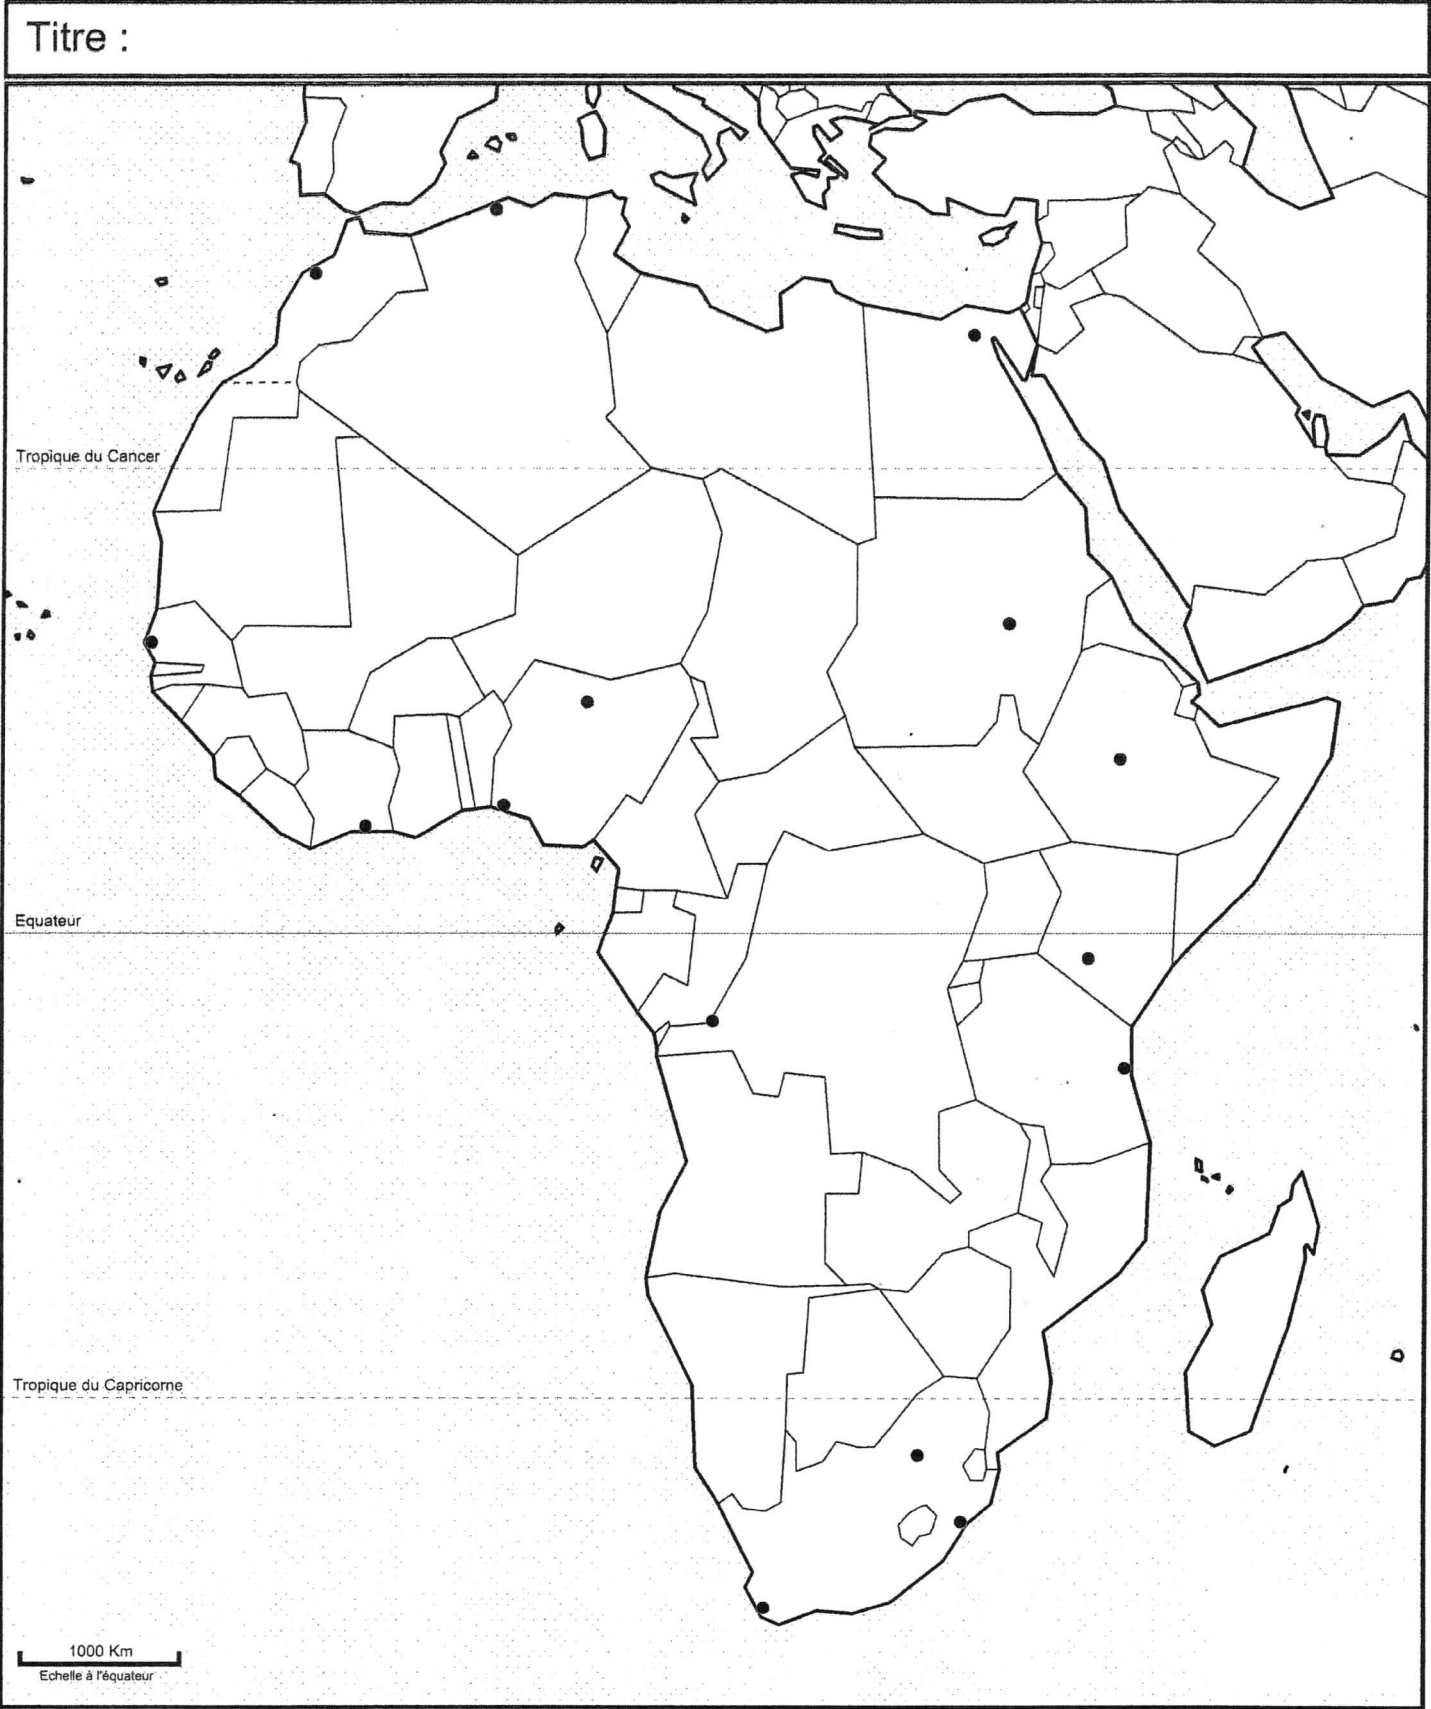 Titre :
Tropique du Cancer
Equateur
Tropique du Capricorne
1000 Km
Echelle à l'équateur